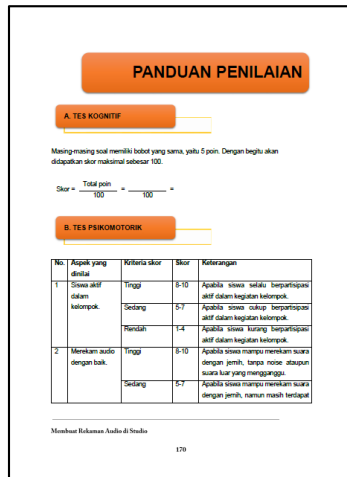 PANDUAN PENILAIAN
A. TES KOGNITIF
Masing-masing soal memiliki bobot yang sama, yaitu 5 poin. Dengan begitu akan
didapatkan skor maksimal sebesar 100.
Skor = Total poin / 100 = / 100 =
B. TES PSIKOMOTORIK
No. Aspek yang dinilai Kriteria skor Skor Keterangan
1 Siswa aktif dalam kelompok. Tinggi 8-10 Apabila siswa selalu berpartisipasi
aktif dalam kegiatan kelompok.
Sedang 5-7 Apabila siswa cukup berpartisipasi
aktif dalam kegiatan kelompok.
Rendah 1-4 Apabila siswa kurang berpartisipasi
aktif dalam kegiatan kelompok.
2 Merekam audio dengan baik. Tinggi 8-10 Apabila siswa mampu merekam suara
dengan jernih, tanpa noise ataupun
suara luar yang mengganggu.
Sedang 5-7 Apabila siswa mampu merekam suara
dengan jernih, namun masih terdapat
Membuat Rekaman Audio di Studio
170